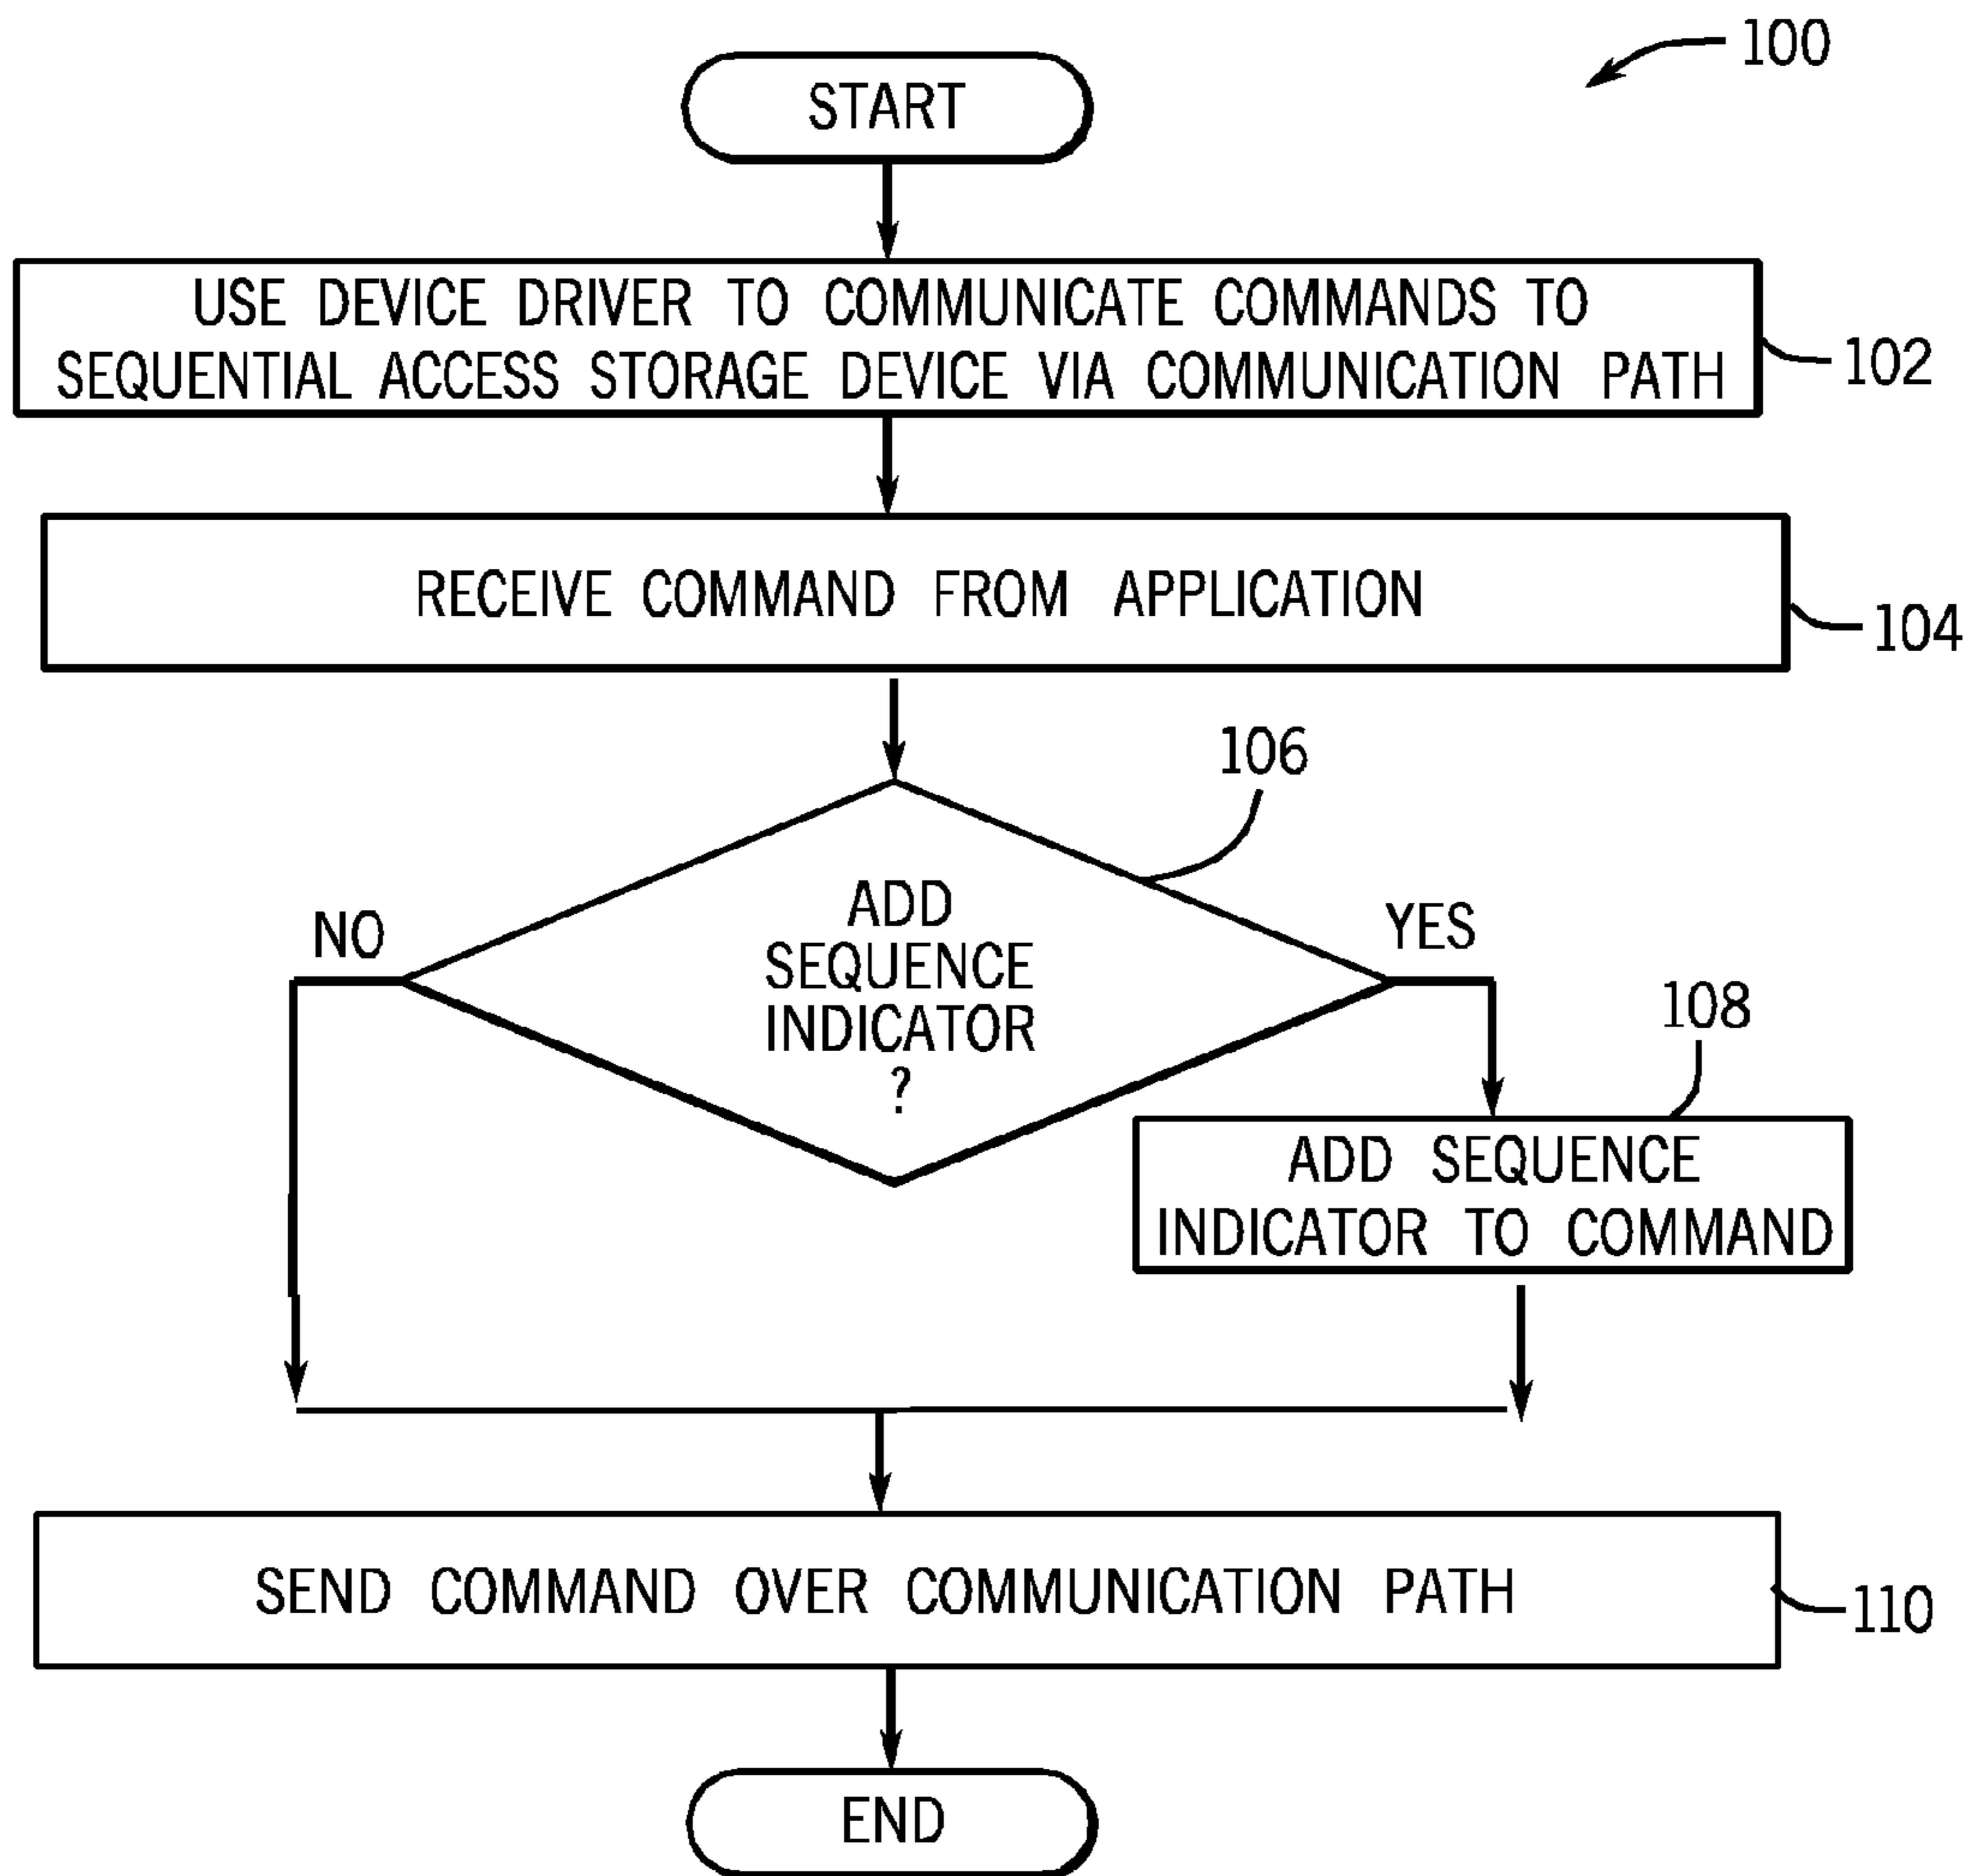 100
START
USE DEVICE DRIVER TO COMMUNICATE COMMANDS TO
SEQUENTIAL ACCESS STORAGE DEVICE VIA COMMUNICATION PATH
102
RECEIVE COMMAND FROM APPLICATION
104
106
ADD
SEQUENCE
INDICATOR
?
NO
YES
108
ADD SEQUENCE
INDICATOR TO COMMAND
SEND COMMAND OVER COMMUNICATION PATH
110
END